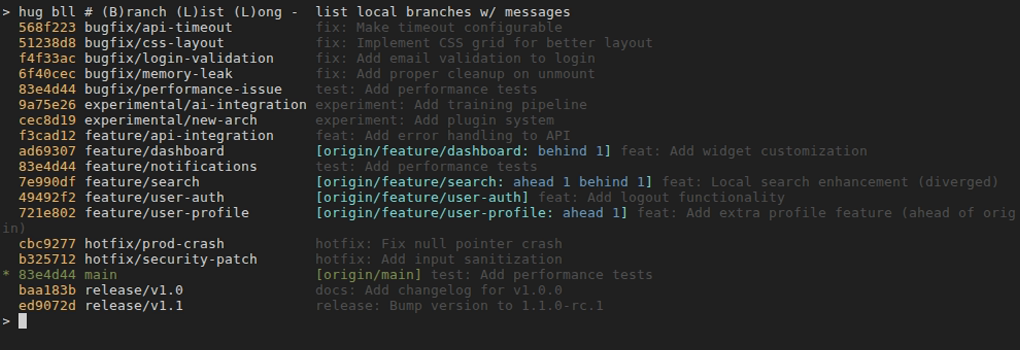 > hug bll # (B)ranch (L)ist (L)ong -  list local branches w/ messages
  568f223 bugfix/api-timeout          fix: Make timeout configurable
  51238d8 bugfix/css-layout           fix: Implement CSS grid for better layout
  f4f33ac bugfix/login-validation     fix: Add email validation to login
  6f40cec bugfix/memory-leak          fix: Add proper cleanup on unmount
  83e4d44 bugfix/performance-issue    test: Add performance tests
  9a75e26 experimental/ai-integration experiment: Add training pipeline
  cec8d19 experimental/new-arch       experiment: Add plugin system
  f3cad12 feature/api-integration     feat: Add error handling to API
  ad69307 feature/dashboard           [origin/feature/dashboard: behind 1] feat: Add widget customization
  83e4d44 feature/notifications       test: Add performance tests
  7e990df feature/search              [origin/feature/search: ahead 1 behind 1] feat: Local search enhancement (diverged)
  49492f2 feature/user-auth           [origin/feature/user-auth] feat: Add logout functionality
  721e802 feature/user-profile        [origin/feature/user-profile: ahead 1] feat: Add extra profile feature (ahead of orig
in)
  cbc9277 hotfix/prod-crash           hotfix: Fix null pointer crash
  b325712 hotfix/security-patch       hotfix: Add input sanitization
* 83e4d44 main                        [origin/main] test: Add performance tests
  baa183b release/v1.0                docs: Add changelog for v1.0.0
  ed9072d release/v1.1                release: Bump version to 1.1.0-rc.1
>